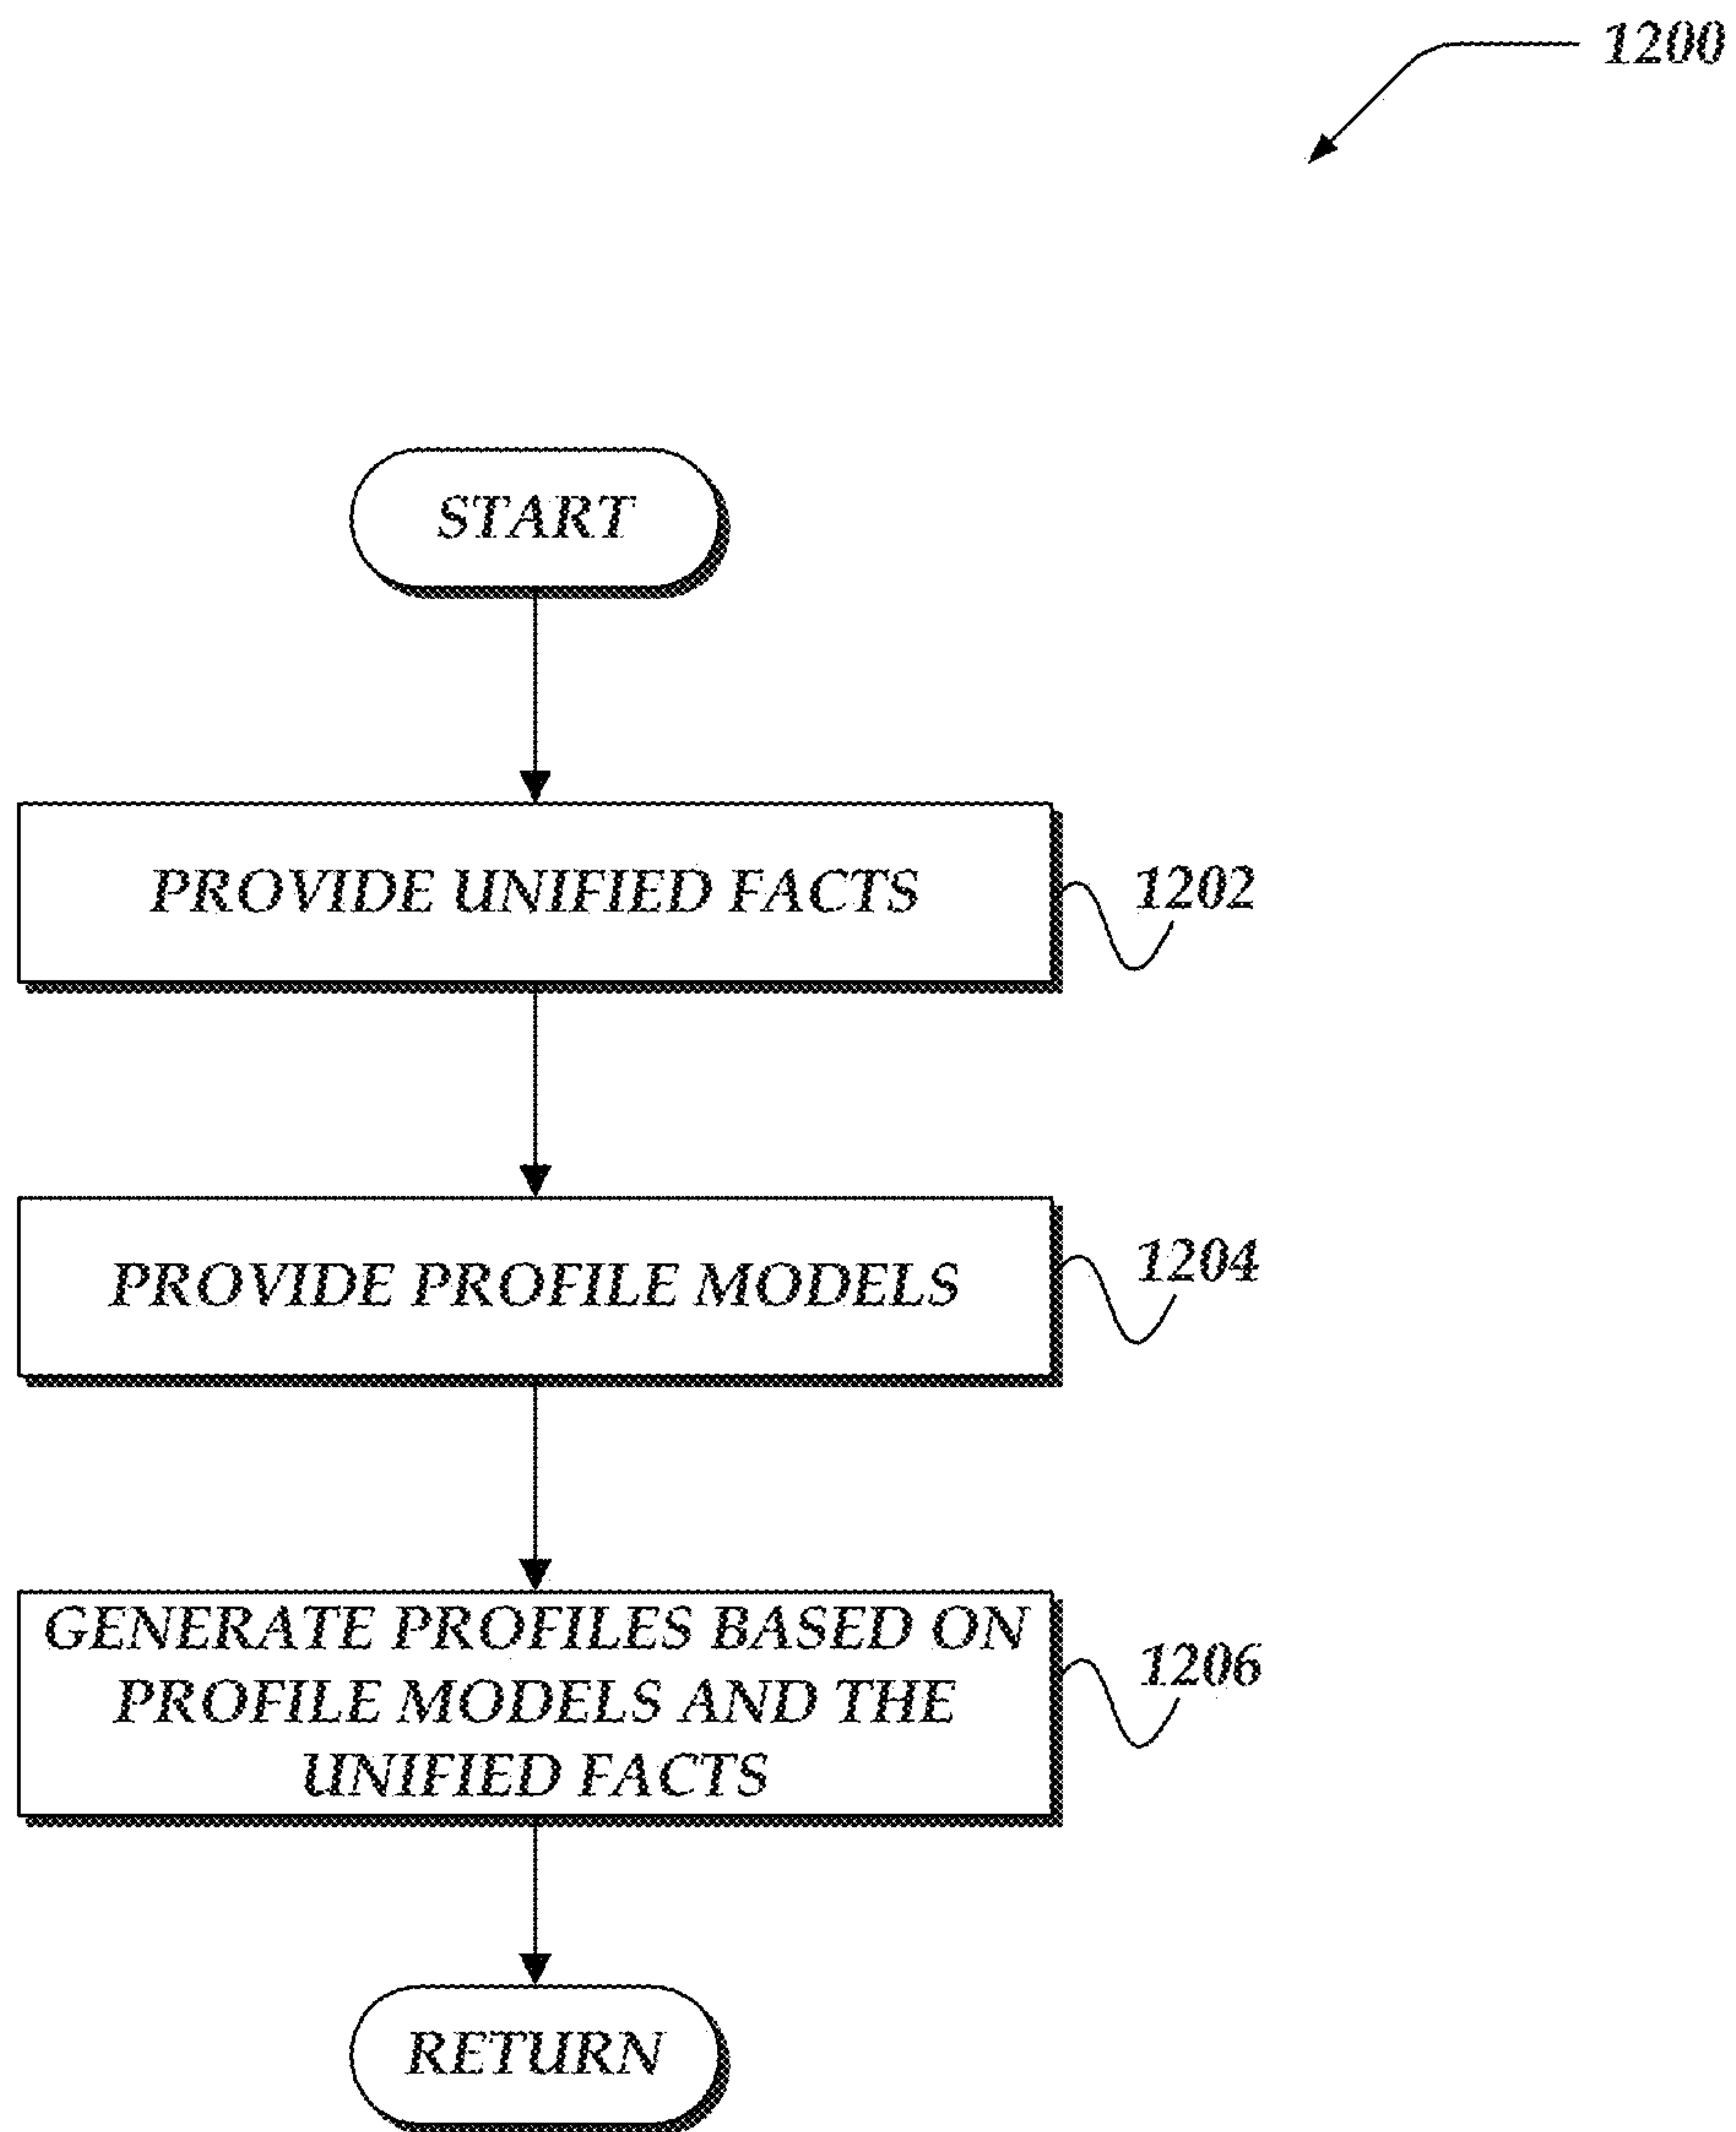 1200
START
PROVIDE UNIFIED FACTS
1202
PROVIDE PROFILE MODELS
1204
GENERATE PROFILES BASED ON
PROFILE MODELS AND THE
UNIFIED FACTS
1206
RETURN